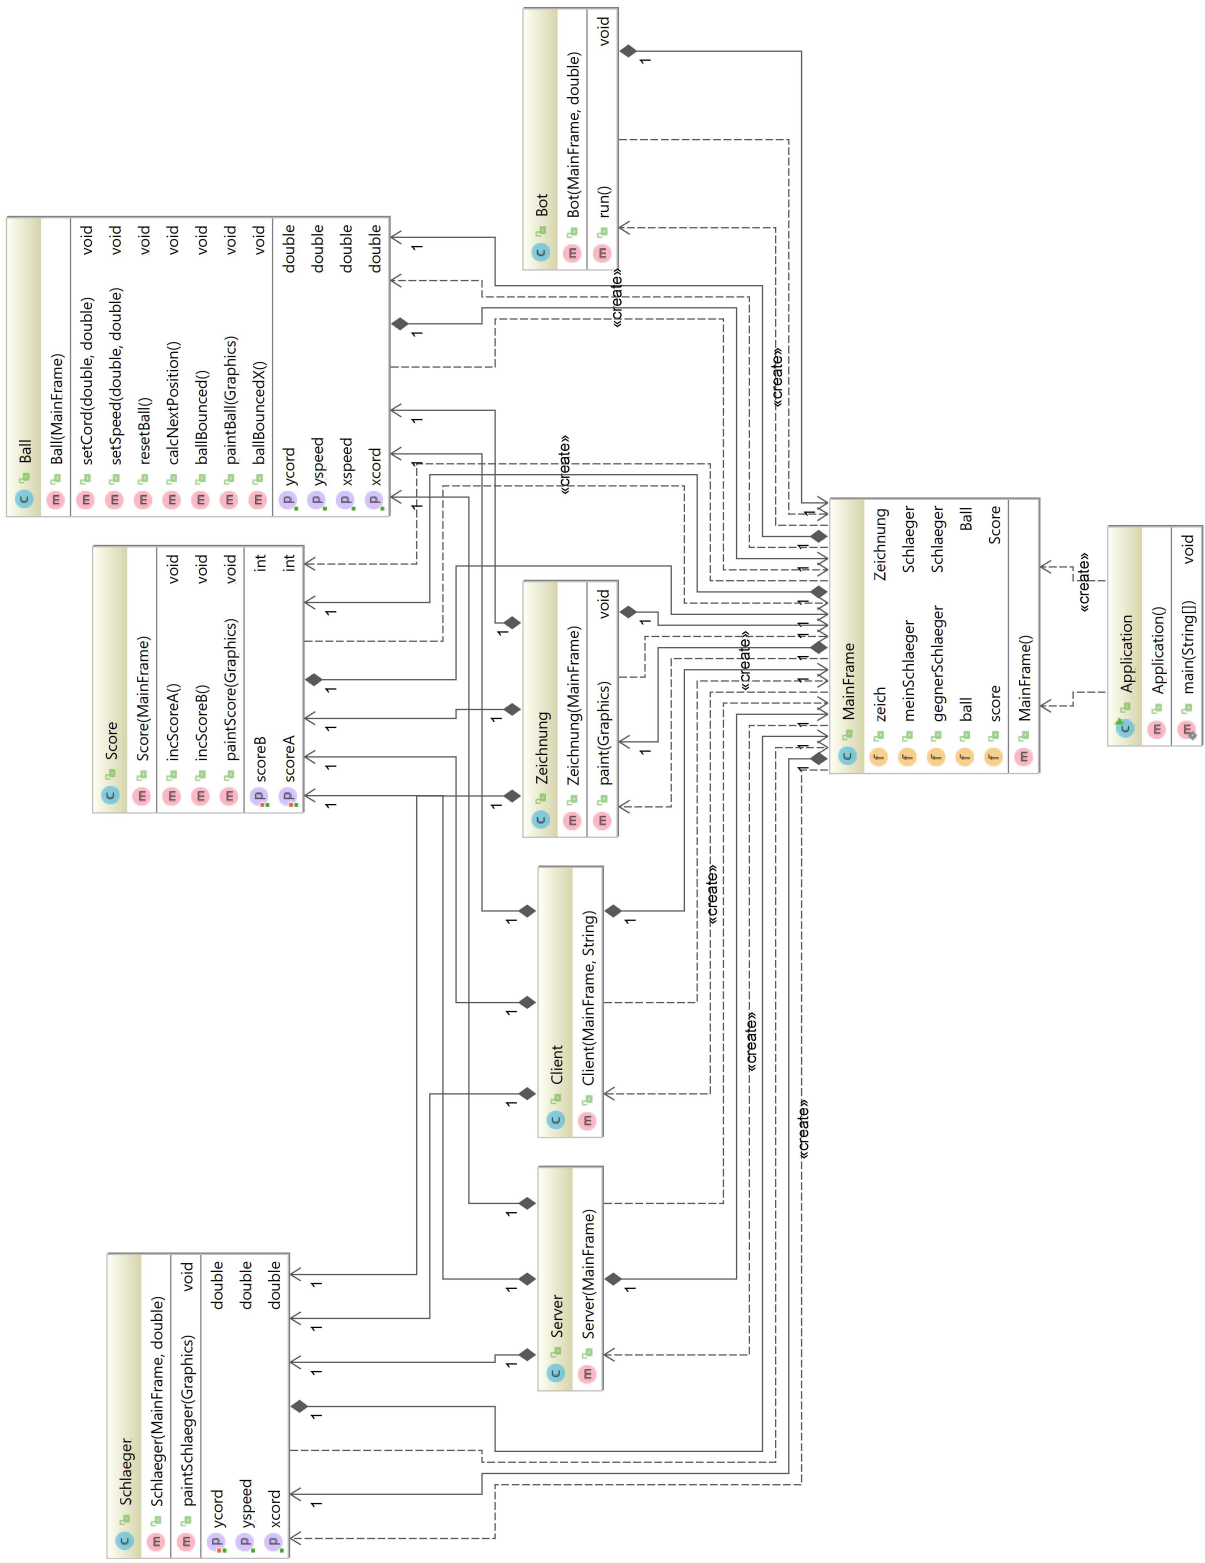 Schlaeger
Schlaeger(MainFrame, double)
paintSchlaeger(Graphics) void
ycord double
yspeed double
xcord double
Score
Score(MainFrame)
incScoreA() void
incScoreB() void
paintScore(Graphics) void
scoreB int
scoreA int
Ball
Ball(MainFrame)
setCord(double, double) void
setSpeed(double, double) void
resetBall() void
calcNextPosition() void
ballBounced() void
paintBall(Graphics) void
ballBouncedX() void
ycord double
yspeed double
xspeed double
xcord double
Server
Server(MainFrame)
Client
Client(MainFrame, String)
Zeichnung
Zeichnung(MainFrame)
paint(Graphics) void
Bot
Bot(MainFrame, double)
run() void
«create»
«create»
«create»
«create»
«create»
«create»
«create»
MainFrame
zeich Zeichnung
meinSchlaeger Schlaeger
gegnerSchlaeger Schlaeger
ball Ball
score Score
MainFrame()
«create»
Application
Application()
main(String[]) void